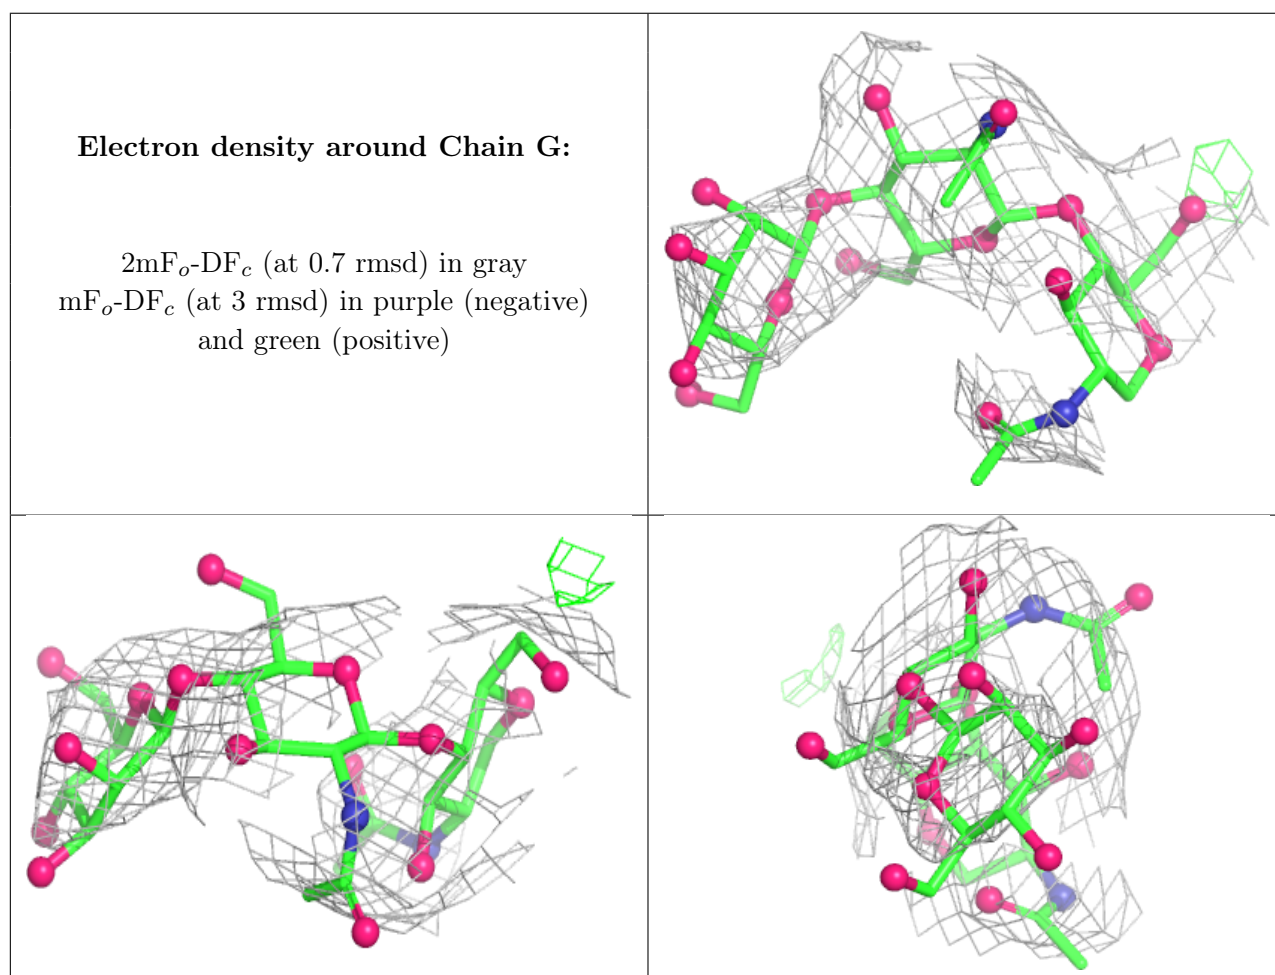 Electron density around Chain G:
2mFo-DFc (at 0.7 rmsd) in gray
mFo-DFc (at 3 rmsd) in purple (negative)
and green (positive)